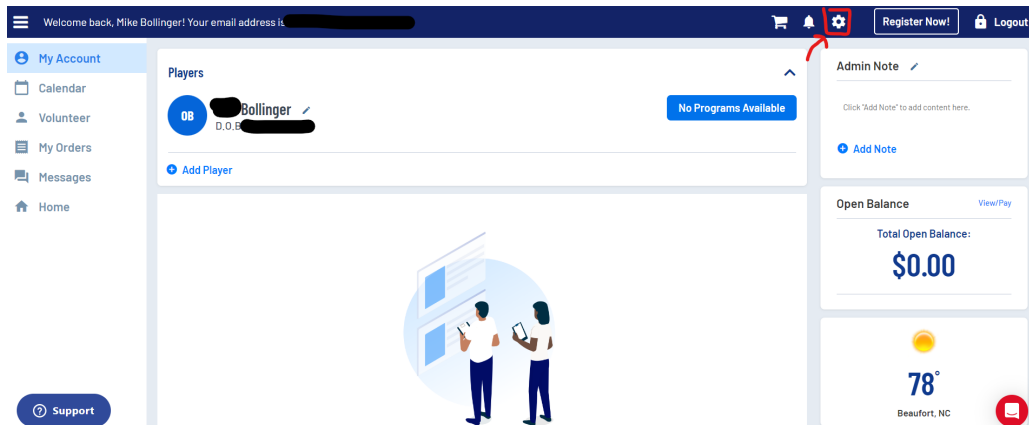 Welcome back, Mike Bollinger! Your email address is
Register Now!
Logout
My Account
Calendar
Volunteer
My Orders
Messages
Home
Support
Players
OB
Bollinger
D.O.B
No Programs Available
Add Player
Admin Note
Click "Add Note" to add content here.
Add Note
Open Balance View/Pay
Total Open Balance:
$0.00
78°
Beaufort, NC